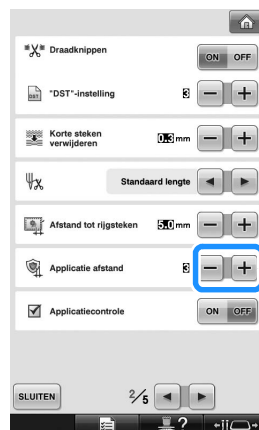 Draadknippen
ON OFF
DST
"DST"-instelling
3
− +
Korte steken
verwijderen
0.3 mm
− +
Standaard lengte
Afstand tot rijgsteken
5.0 mm
− +
Applicatie afstand
3
− +
Applicatiecontrole
ON OFF
SLUITEN
2/5
?